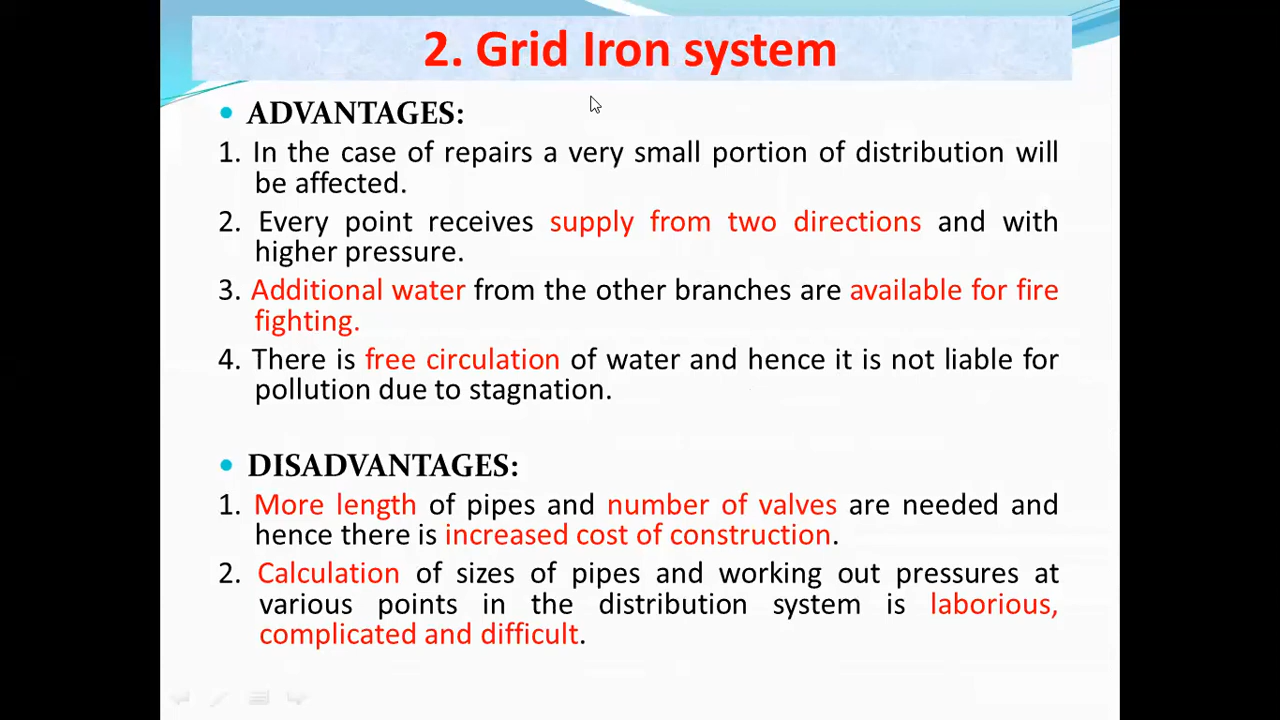 2. Grid Iron system
• ADVANTAGES:
1. In the case of repairs a very small portion of distribution will
be affected.
2. Every point receives supply from two directions and with
higher pressure.
3. Additional water from the other branches are available for fire
fighting.
4. There is free circulation of water and hence it is not liable for
pollution due to stagnation.
• DISADVANTAGES:
1. More length of pipes and number of valves are needed and
hence there is increased cost of construction.
2. Calculation of sizes of pipes and working out pressures at
various points in the distribution system is laborious,
complicated and difficult.